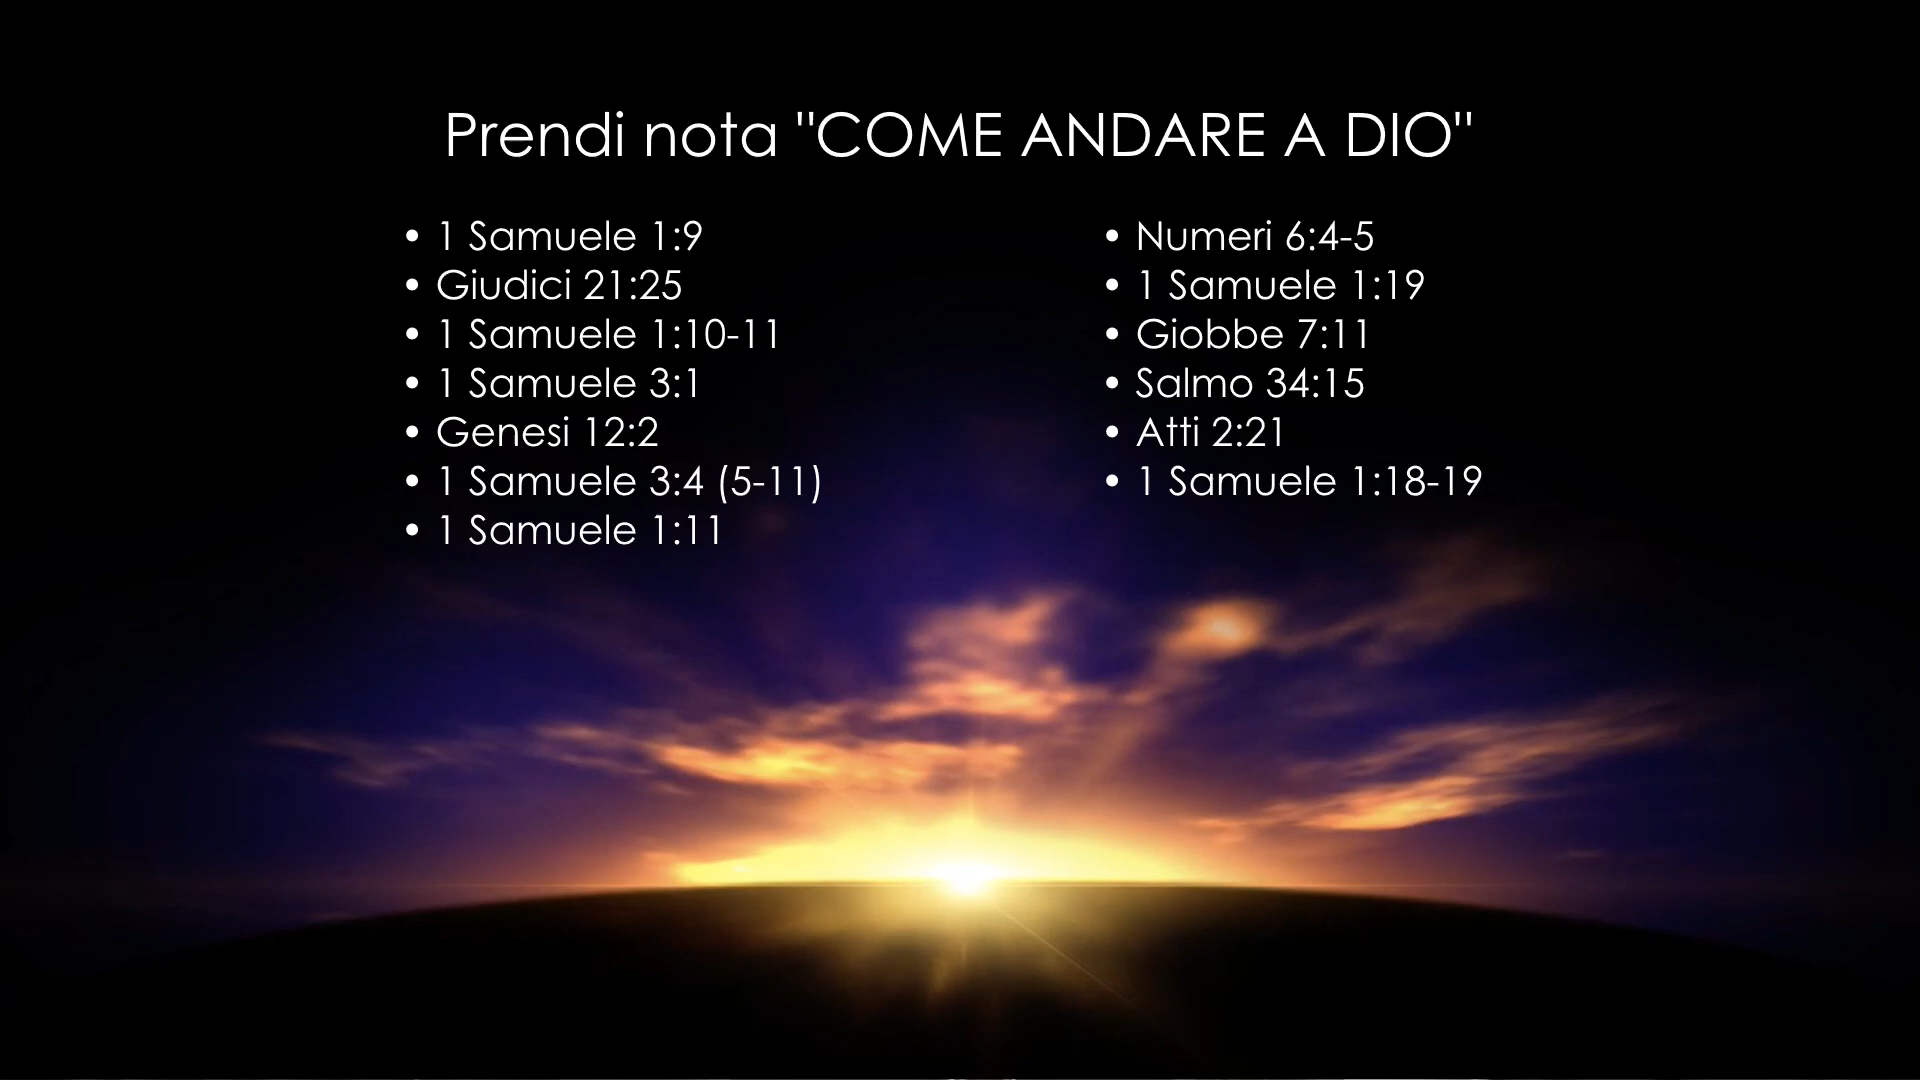 Prendi nota "COME ANDARE A DIO"
• 1 Samuele 1:9
• Giudici 21:25
• 1 Samuele 1:10-11
• 1 Samuele 3:1
• Genesi 12:2
• 1 Samuele 3:4 (5-11)
• 1 Samuele 1:11
• Numeri 6:4-5
• 1 Samuele 1:19
• Giobbe 7:11
• Salmo 34:15
• Atti 2:21
• 1 Samuele 1:18-19